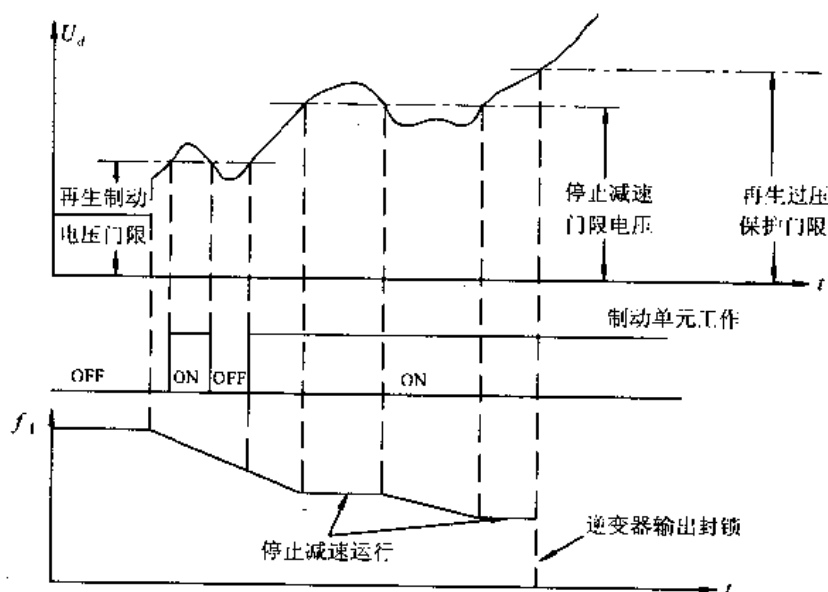 U_d
再生制动
电压门限
停止减速
门限电压
再生过压
保护门限
t
制动单元工作
OFF
ON
OFF
ON
f_1
停止减速运行
逆变器输出封锁
t